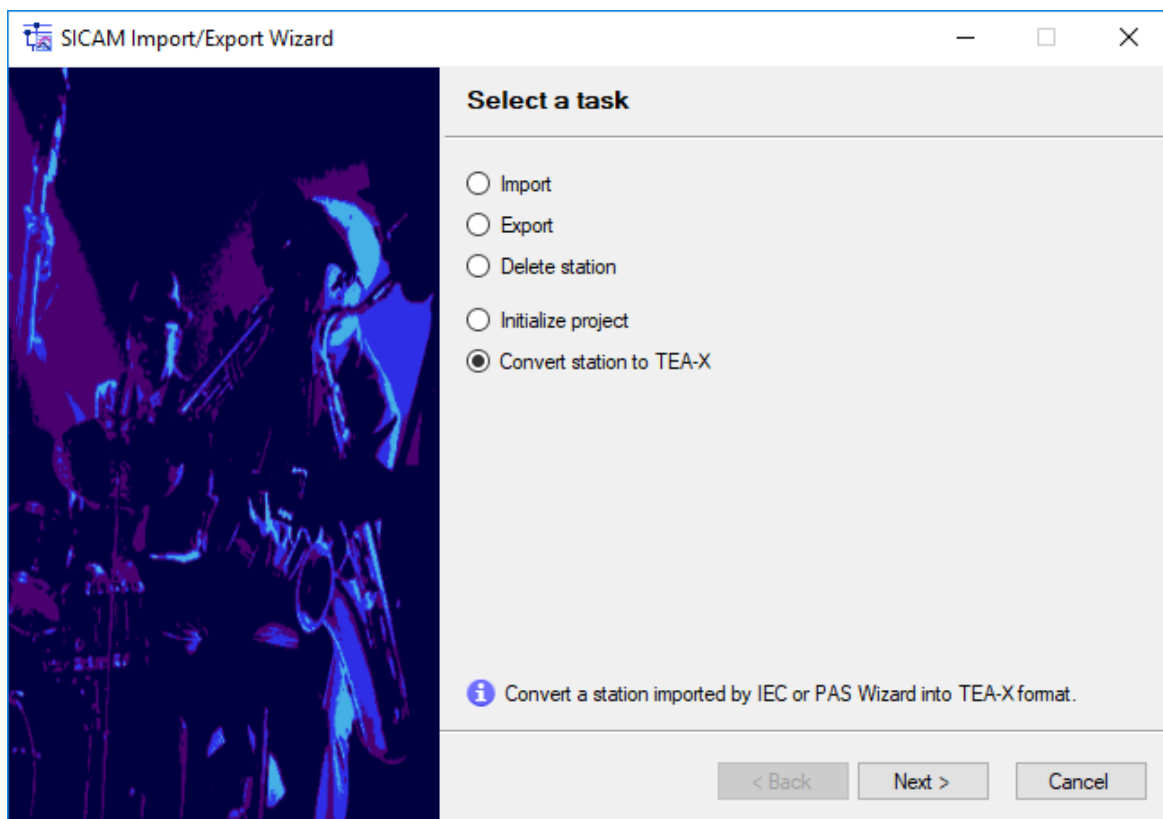 SICAM Import/Export Wizard
Select a task
Import
Export
Delete station
Initialize project
Convert station to TEA-X
Convert a station imported by IEC or PAS Wizard into TEA-X format.
< Back Next > Cancel